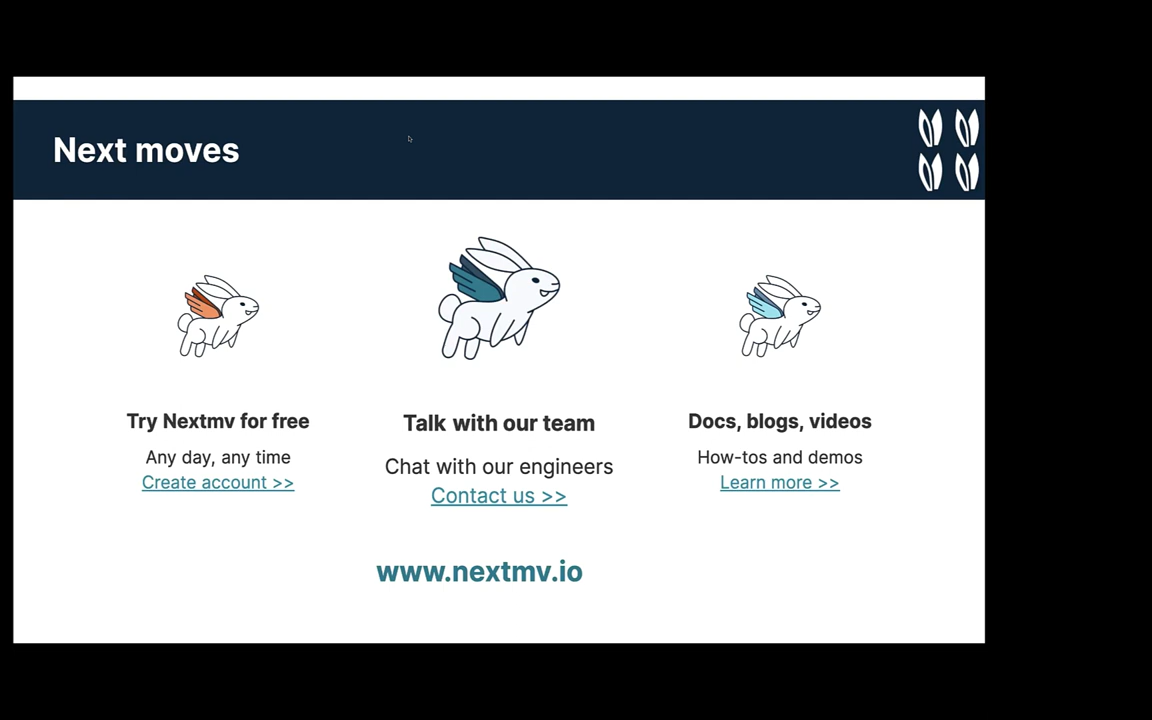 Next moves
Try Nextmv for free
Any day, any time
Create account >>
Talk with our team
Chat with our engineers
Contact us >>
Docs, blogs, videos
How-tos and demos
Learn more >>
www.nextmv.io